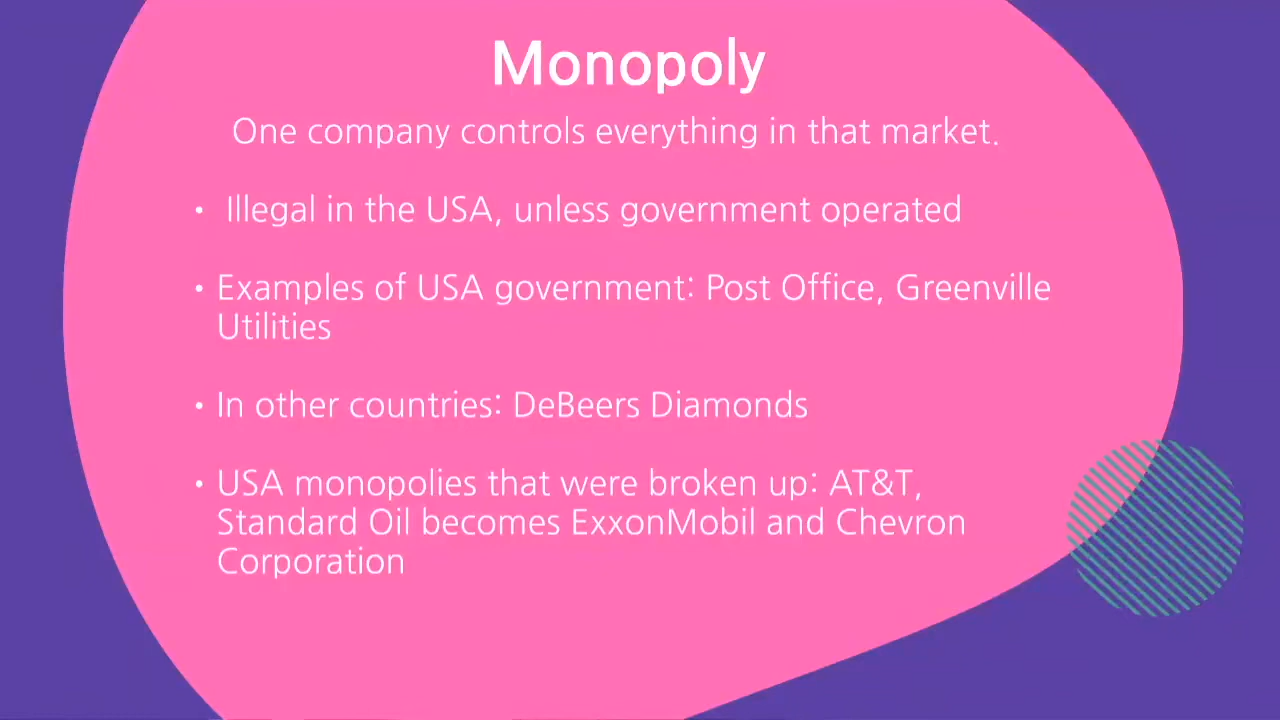 Monopoly
One company controls everything in that market.
• Illegal in the USA, unless government operated
• Examples of USA government: Post Office, Greenville
Utilities
• In other countries: DeBeers Diamonds
• USA monopolies that were broken up: AT&T,
Standard Oil becomes ExxonMobil and Chevron
Corporation